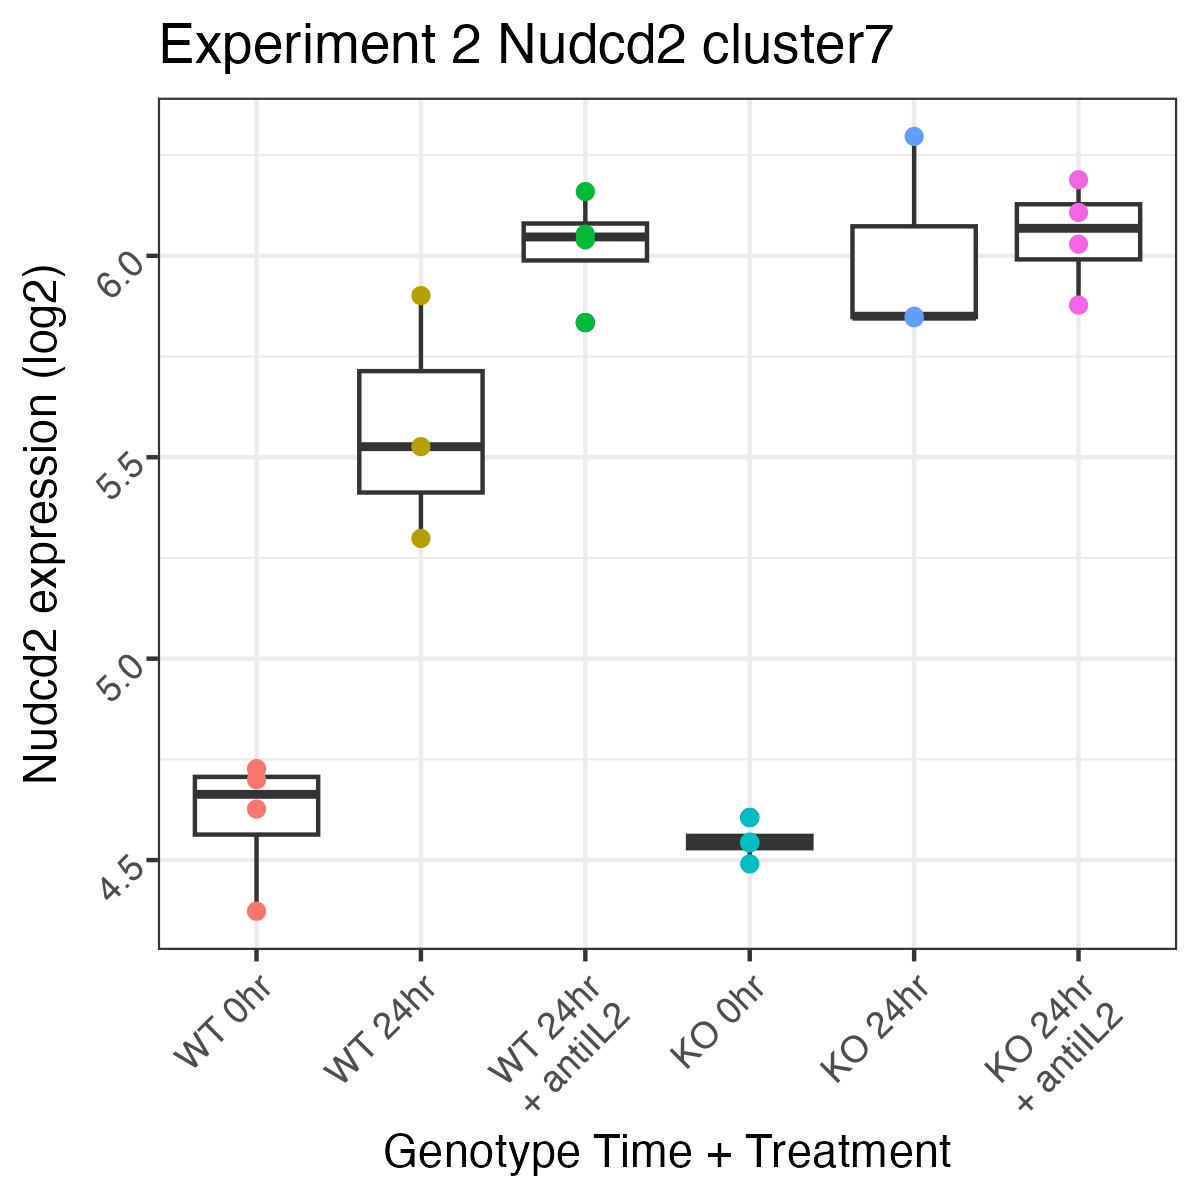 Experiment 2 Nudcd2 cluster7
Nudcd2 expression (log2)
6.0
5.5
5.0
4.5
WT 0hr
WT 24hr
WT 24hr
+ antiIL2
KO 0hr
KO 24hr
KO 24hr
+ antiIL2
Genotype Time + Treatment